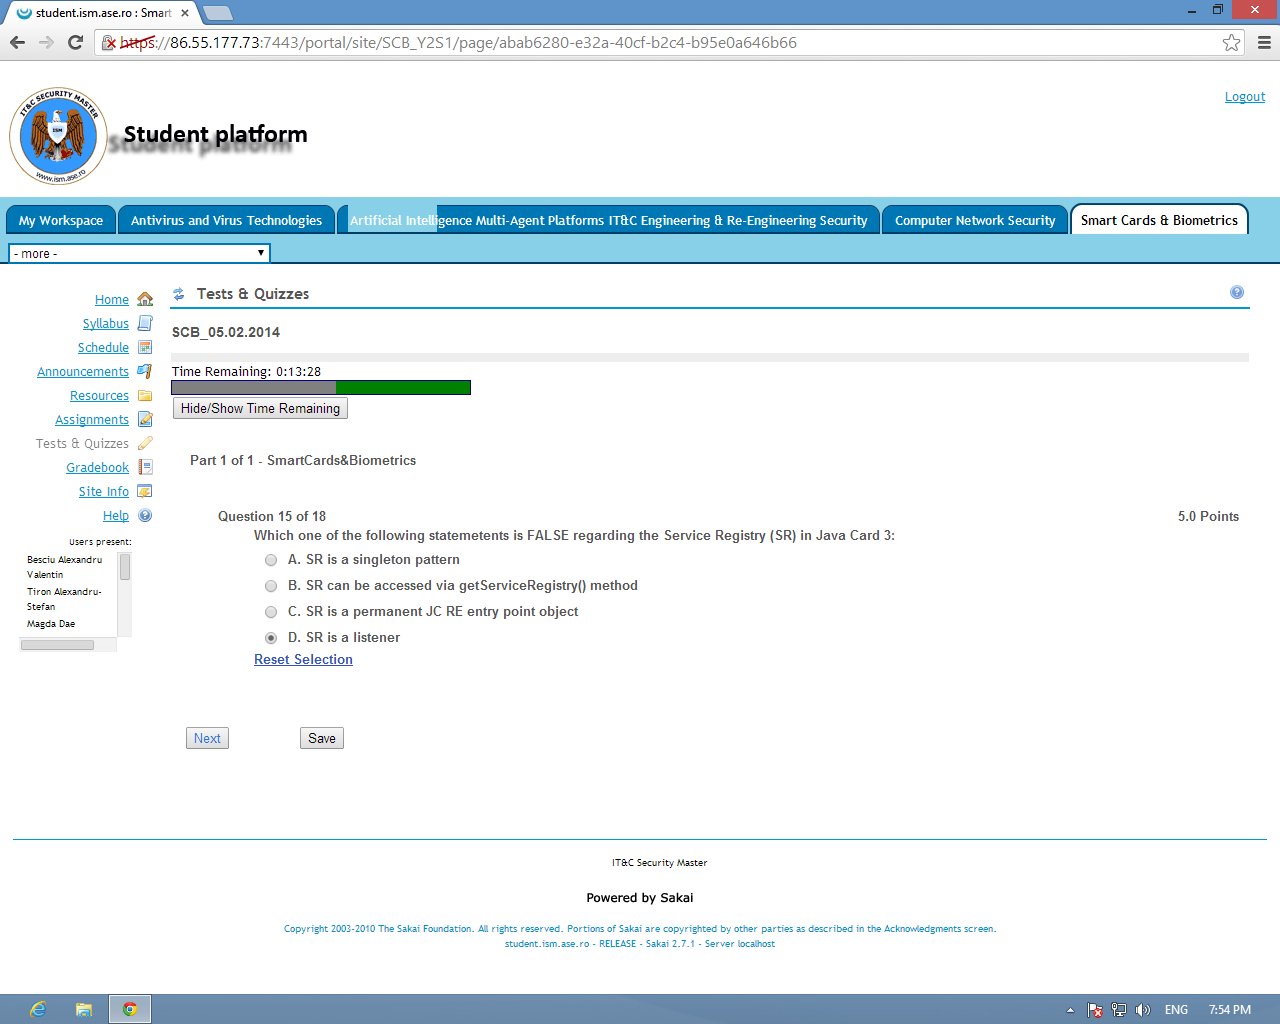 student.ism.ase.ro : Smart
https://86.55.177.73:7443/portal/site/SCB_Y2S1/page/abab6280-e32a-40cf-b2c4-b95e0a646b66
IT&C SECURITY MASTER
ISM
www.ism.ase.ro
Student platform
Logout
My Workspace
Antivirus and Virus Technologies
Artificial Intelligence Multi-Agent Platforms IT&C Engineering & Re-Engineering Security
Computer Network Security
Smart Cards & Biometrics
- more -
Home
Syllabus
Schedule
Announcements
Resources
Assignments
Tests & Quizzes
Gradebook
Site Info
Help
Users present:
Besciu Alexandru
Valentin
Tiron Alexandru-
Stefan
Magda Dae
Tests & Quizzes
SCB_05.02.2014
Time Remaining: 0:13:28
Hide/Show Time Remaining
Part 1 of 1 - SmartCards&Biometrics
Question 15 of 18
5.0 Points
Which one of the following statemetents is FALSE regarding the Service Registry (SR) in Java Card 3:
A. SR is a singleton pattern
B. SR can be accessed via getServiceRegistry() method
C. SR is a permanent JC RE entry point object
D. SR is a listener
Reset Selection
Next
Save
IT&C Security Master
Powered by Sakai
Copyright 2003-2010 The Sakai Foundation. All rights reserved. Portions of Sakai are copyrighted by other parties as described in the Acknowledgments screen.
student.ism.ase.ro - RELEASE - Sakai 2.7.1 - Server localhost
ENG
7:54 PM